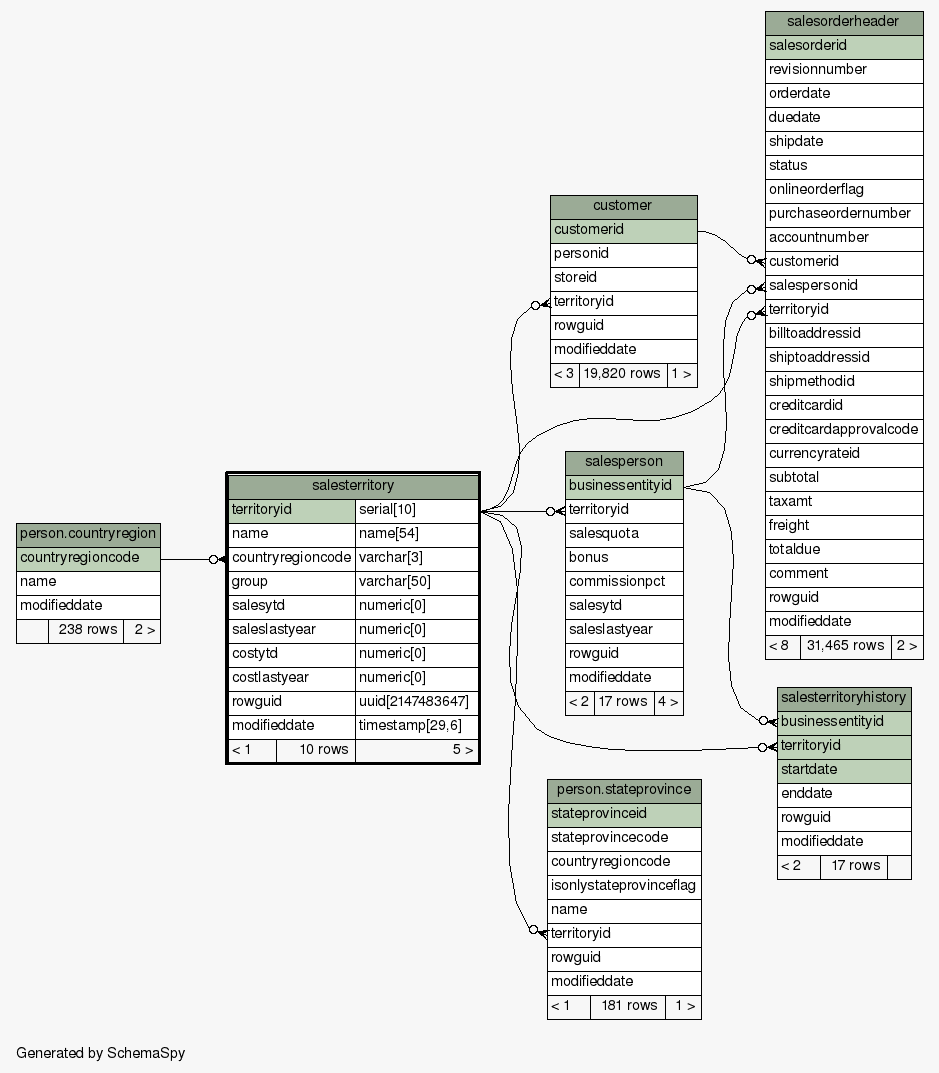 salesorderheader
salesorderid
revisionnumber
orderdate
duedate
shipdate
status
onlineorderflag
purchaseordernumber
accountnumber
customerid
salespersonid
territoryid
billtoaddressid
shiptoaddressid
shipmethodid
creditcardid
creditcardapprovalcode
currencyrateid
subtotal
taxamt
freight
totaldue
comment
rowguid
modifieddate
< 8 31,465 rows 2 >
customer
customerid
personid
storeid
territoryid
rowguid
modifieddate
< 3 19,820 rows 1 >
salesperson
businessentityid
territoryid
salesquota
bonus
commissionpct
salesytd
saleslastyear
rowguid
modifieddate
< 2 17 rows 4 >
salesterritory
territoryid serial[10]
name name[54]
countryregioncode varchar[3]
group varchar[50]
salesytd numeric[0]
saleslastyear numeric[0]
costytd numeric[0]
costlastyear numeric[0]
rowguid uuid[2147483647]
modifieddate timestamp[29,6]
< 1 10 rows 5 >
person.countryregion
countryregioncode
name
modifieddate
238 rows 2 >
salesterritoryhistory
businessentityid
territoryid
startdate
enddate
rowguid
modifieddate
< 2 17 rows
person.stateprovince
stateprovinceid
stateprovincecode
countryregioncode
isonlystateprovinceflag
name
territoryid
rowguid
modifieddate
< 1 181 rows 1 >
Generated by SchemaSpy